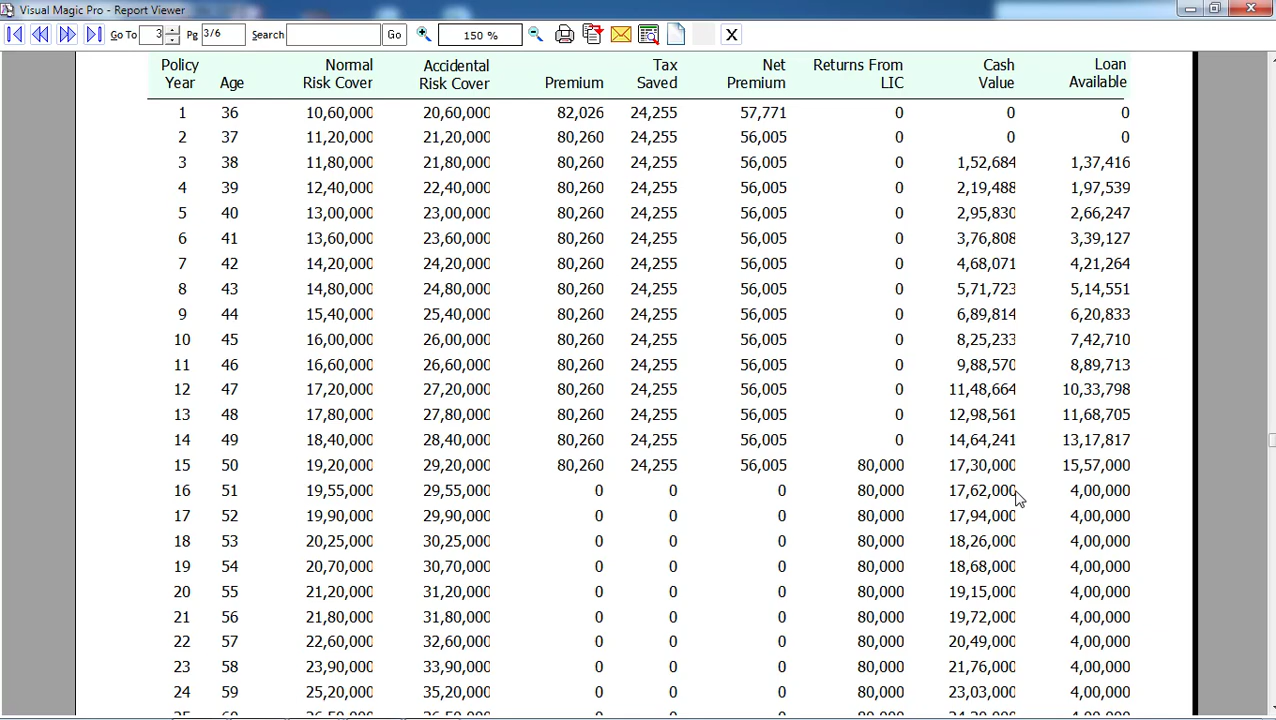 Visual Magic Pro - Report Viewer
Go To 3 Pg 3/6 Search Go 150 % X
Policy Year Age Normal Risk Cover Accidental Risk Cover Premium Tax Saved Net Premium Returns From LIC Cash Value Loan Available
1 36 10,60,000 20,60,000 82,026 24,255 57,771 0 0 0
2 37 11,20,000 21,20,000 80,260 24,255 56,005 0 0 0
3 38 11,80,000 21,80,000 80,260 24,255 56,005 0 1,52,684 1,37,416
4 39 12,40,000 22,40,000 80,260 24,255 56,005 0 2,19,488 1,97,539
5 40 13,00,000 23,00,000 80,260 24,255 56,005 0 2,95,830 2,66,247
6 41 13,60,000 23,60,000 80,260 24,255 56,005 0 3,76,808 3,39,127
7 42 14,20,000 24,20,000 80,260 24,255 56,005 0 4,68,071 4,21,264
8 43 14,80,000 24,80,000 80,260 24,255 56,005 0 5,71,723 5,14,551
9 44 15,40,000 25,40,000 80,260 24,255 56,005 0 6,89,814 6,20,833
10 45 16,00,000 26,00,000 80,260 24,255 56,005 0 8,25,233 7,42,710
11 46 16,60,000 26,60,000 80,260 24,255 56,005 0 9,88,570 8,89,713
12 47 17,20,000 27,20,000 80,260 24,255 56,005 0 11,48,664 10,33,798
13 48 17,80,000 27,80,000 80,260 24,255 56,005 0 12,98,561 11,68,705
14 49 18,40,000 28,40,000 80,260 24,255 56,005 0 14,64,241 13,17,817
15 50 19,20,000 29,20,000 80,260 24,255 56,005 80,000 17,30,000 15,57,000
16 51 19,55,000 29,55,000 0 0 0 80,000 17,62,000 4,00,000
17 52 19,90,000 29,90,000 0 0 0 80,000 17,94,000 4,00,000
18 53 20,25,000 30,25,000 0 0 0 80,000 18,26,000 4,00,000
19 54 20,70,000 30,70,000 0 0 0 80,000 18,68,000 4,00,000
20 55 21,20,000 31,20,000 0 0 0 80,000 19,15,000 4,00,000
21 56 21,80,000 31,80,000 0 0 0 80,000 19,72,000 4,00,000
22 57 22,60,000 32,60,000 0 0 0 80,000 20,49,000 4,00,000
23 58 23,90,000 33,90,000 0 0 0 80,000 21,76,000 4,00,000
24 59 25,20,000 35,20,000 0 0 0 80,000 23,03,000 4,00,000